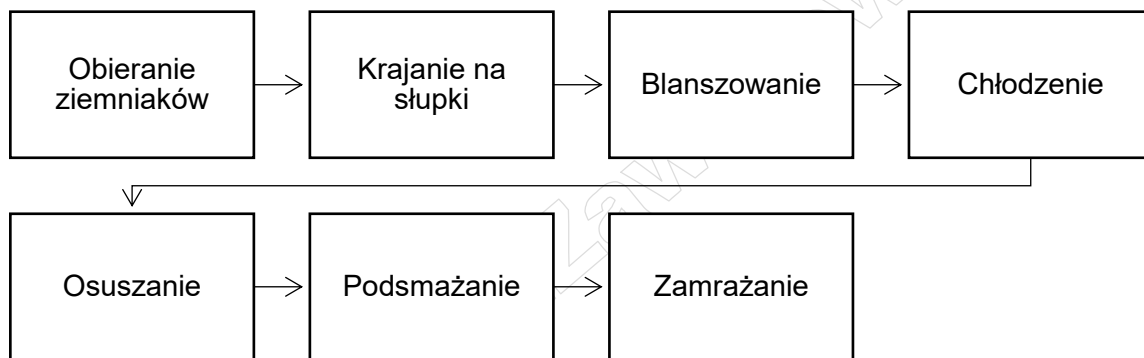 Obieranie
ziemniaków
Krajanie na
słupki
Blanszowanie
Chłodzenie
Osuszanie
Podsmażanie
Zamrażanie